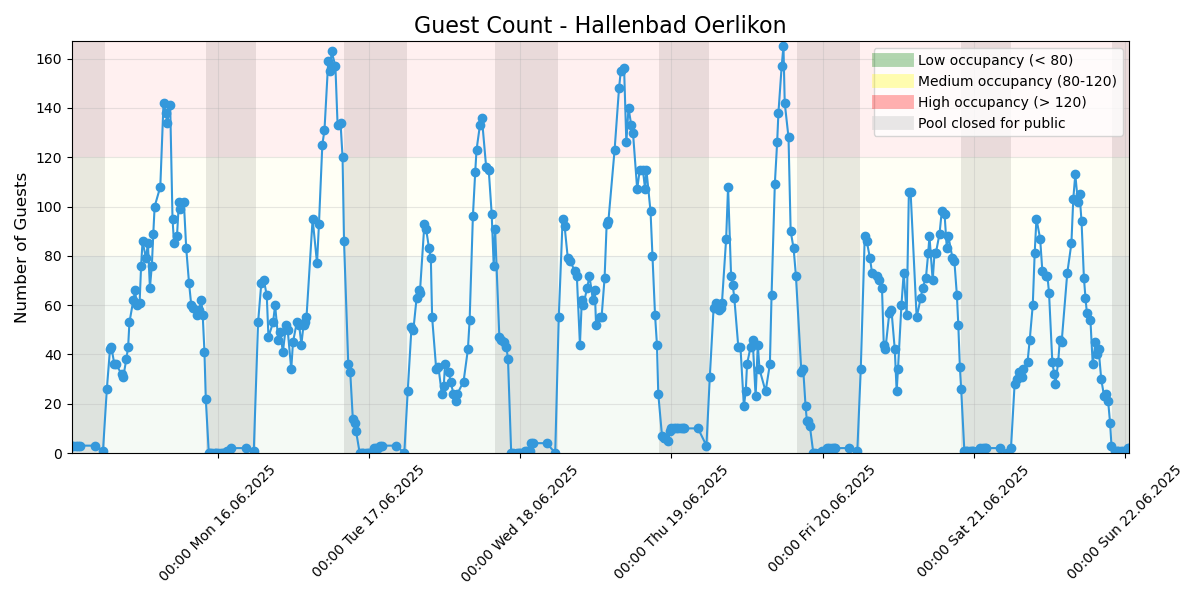 Guest Count - Hallenbad Oerlikon
Low occupancy (< 80)
Medium occupancy (80-120)
High occupancy (> 120)
Pool closed for public
Number of Guests
160
140
120
100
80
60
40
20
0
00:00 Mon 16.06.2025
00:00 Tue 17.06.2025
00:00 Wed 18.06.2025
00:00 Thu 19.06.2025
00:00 Fri 20.06.2025
00:00 Sat 21.06.2025
00:00 Sun 22.06.2025